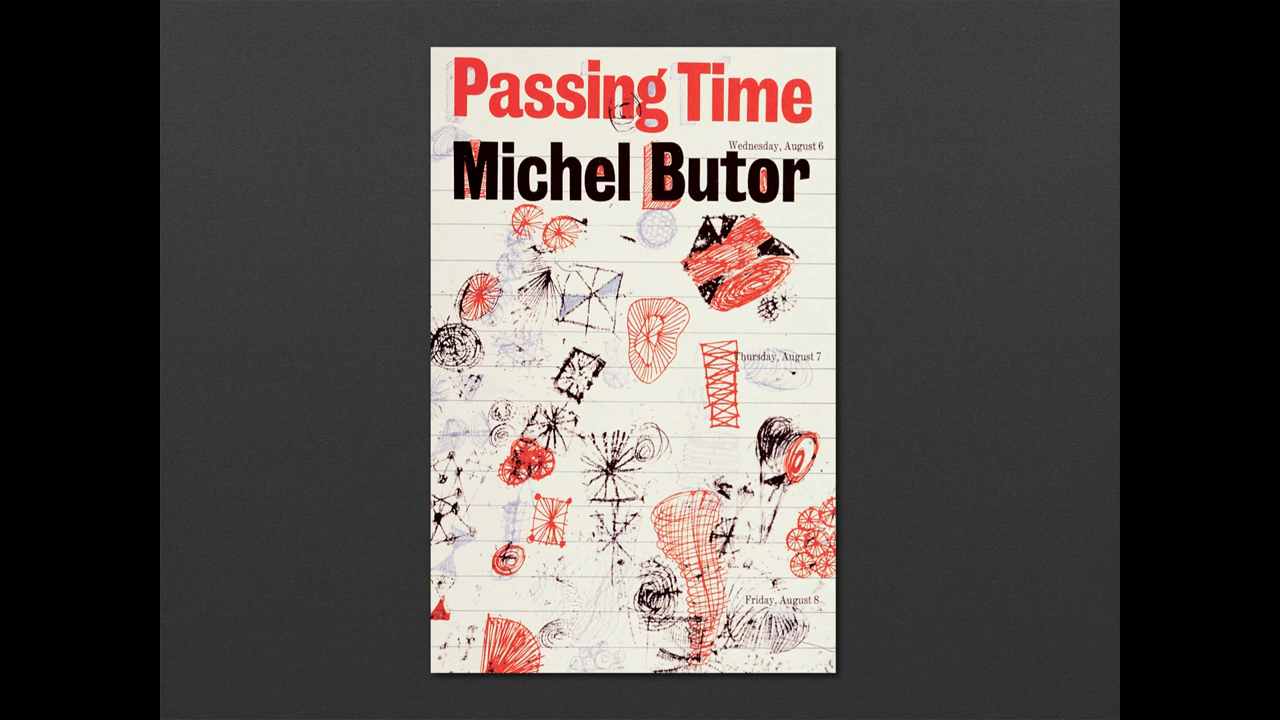 Passing Time
Wednesday, August 6
Michel Butor
Thursday, August 7
Friday, August 8